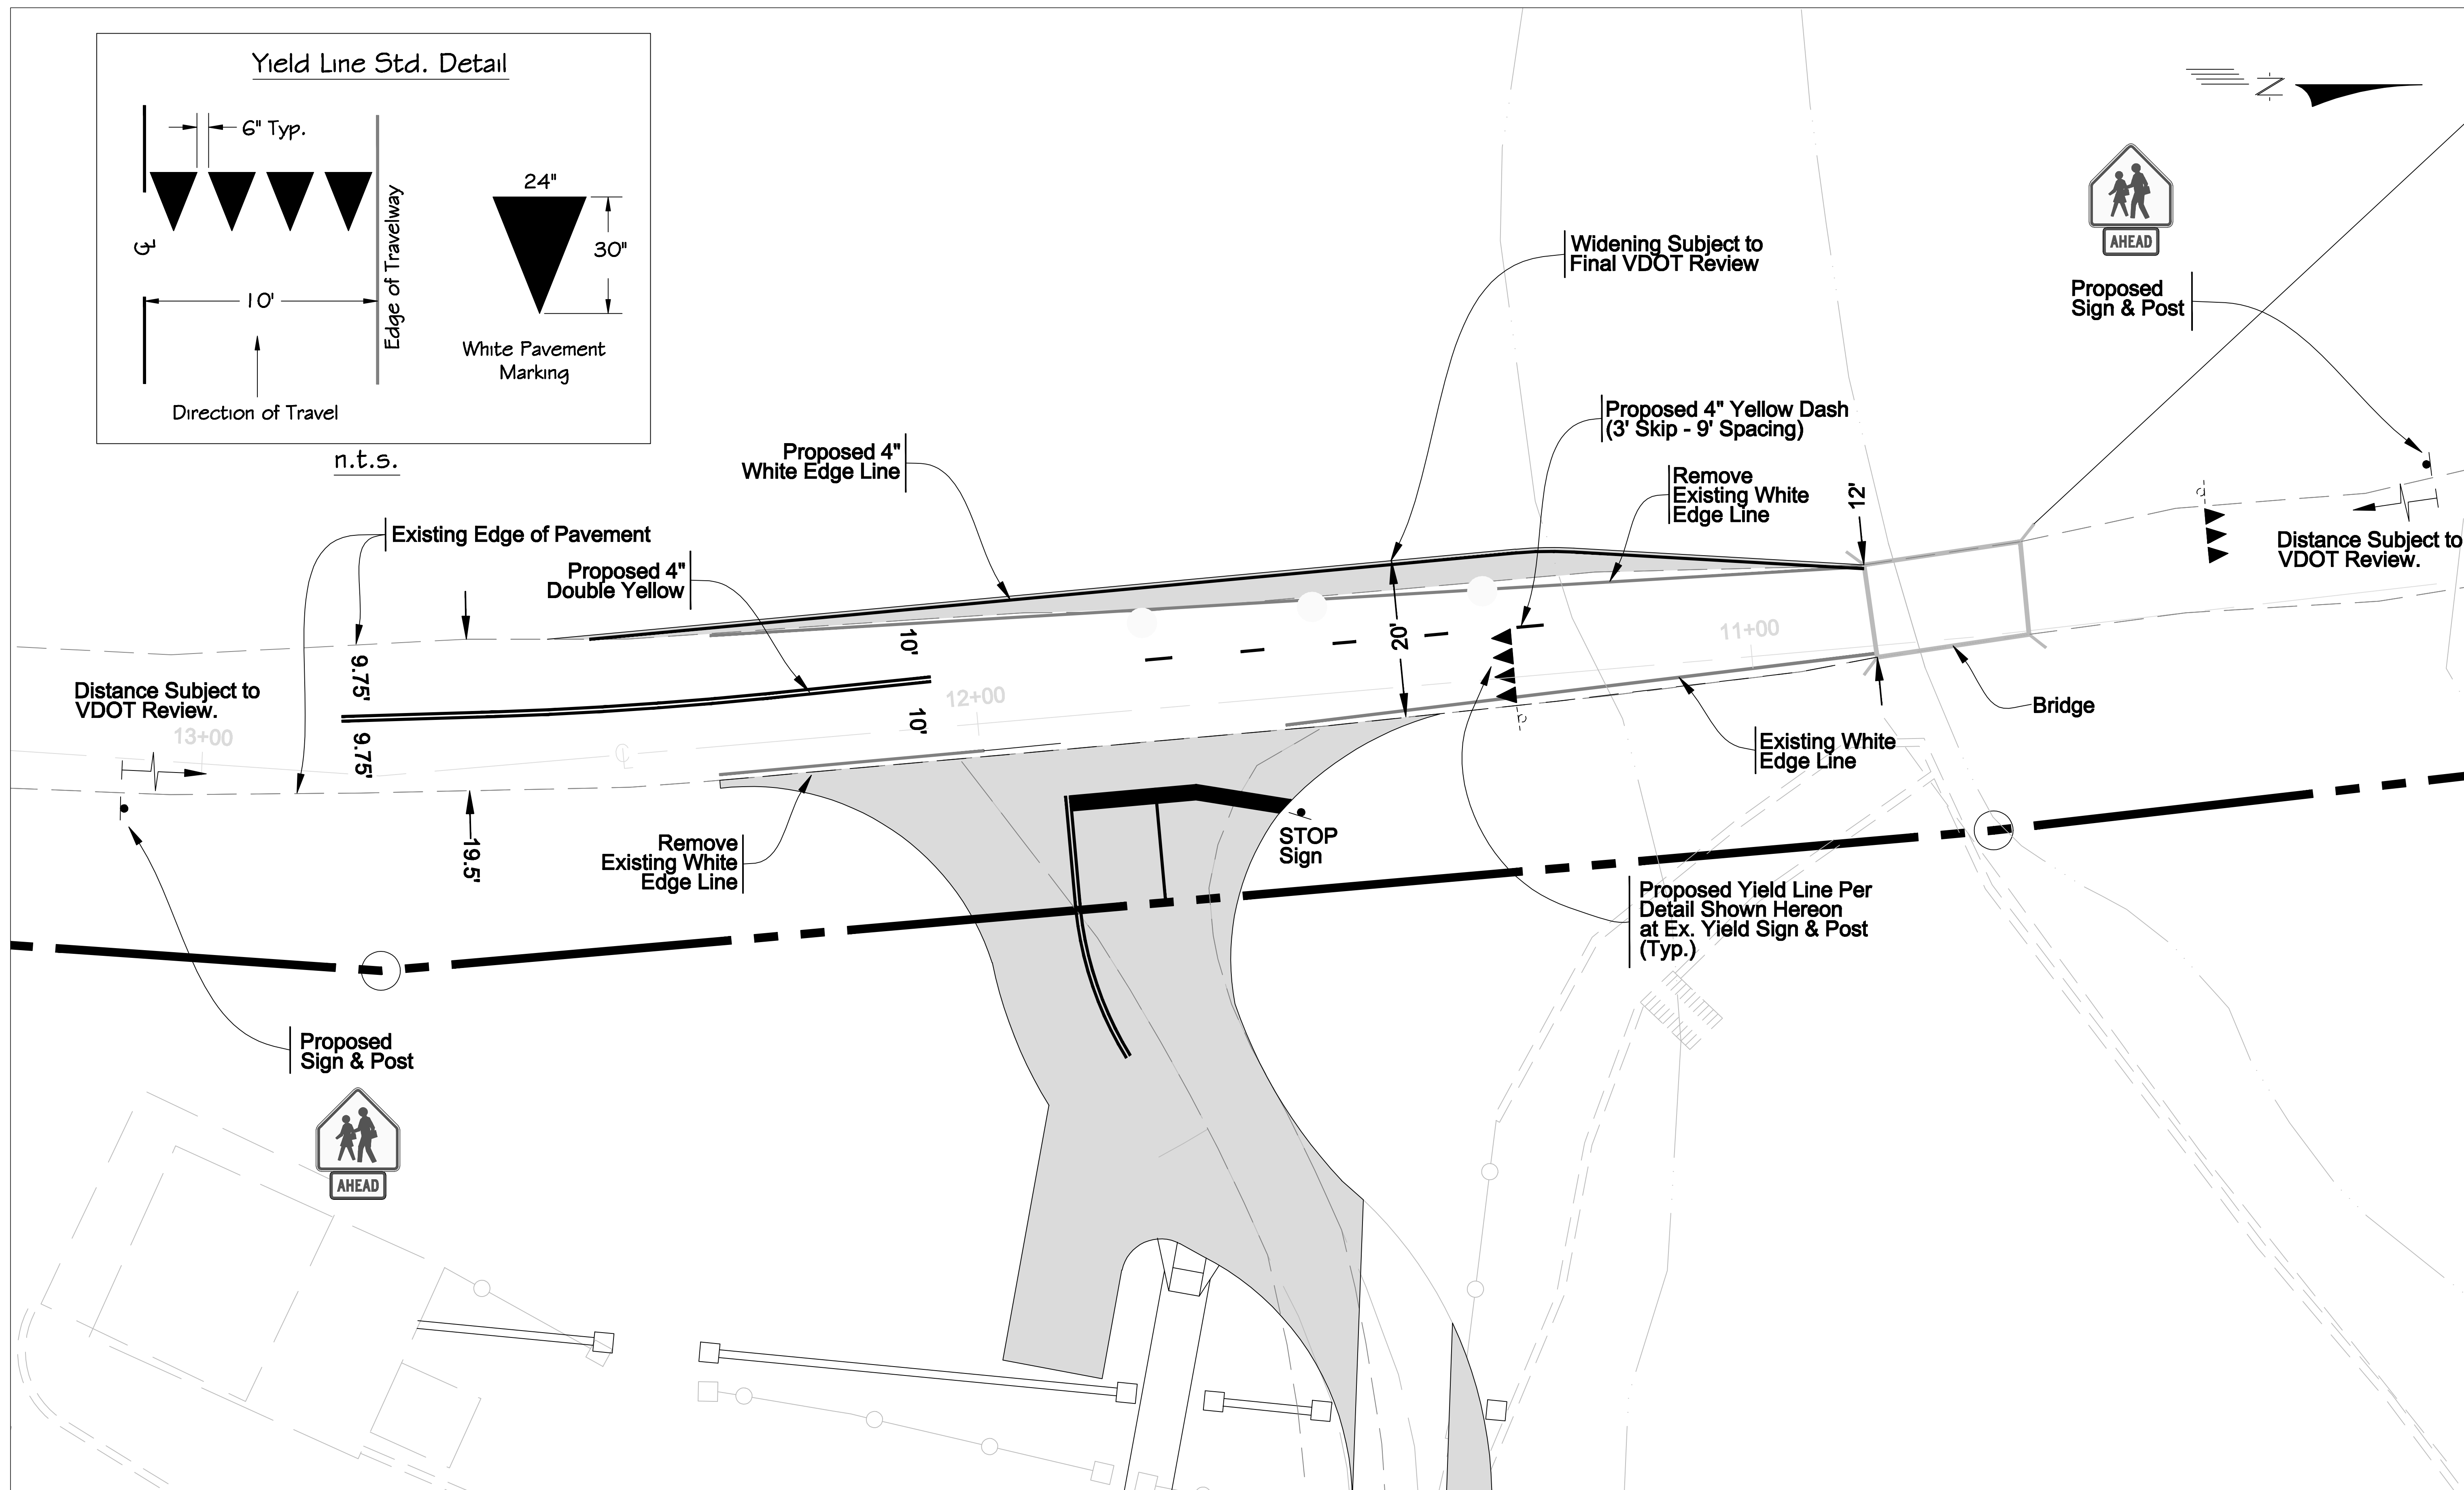 Yield Line Std. Detail
6" Typ.
24"
30"
10'
Edge of Travelway
White Pavement
Marking
Direction of Travel
n.t.s.
N
AHEAD
Proposed
Sign & Post
Widening Subject to
Final VDOT Review
Proposed 4" Yellow Dash
(3' Skip - 9' Spacing)
Proposed 4"
White Edge Line
Remove
Existing White
Edge Line
12'
Existing Edge of Pavement
Proposed 4"
Double Yellow
Distance Subject to
VDOT Review.
9.75'
10'
20'
11+00
Distance Subject to
VDOT Review.
12+00
10'
13+00
9.75'
Bridge
Existing White
Edge Line
19.5'
Remove
Existing White
Edge Line
STOP
Sign
Proposed Yield Line Per
Detail Shown Hereon
at Ex. Yield Sign & Post
(Typ.)
Proposed
Sign & Post
AHEAD